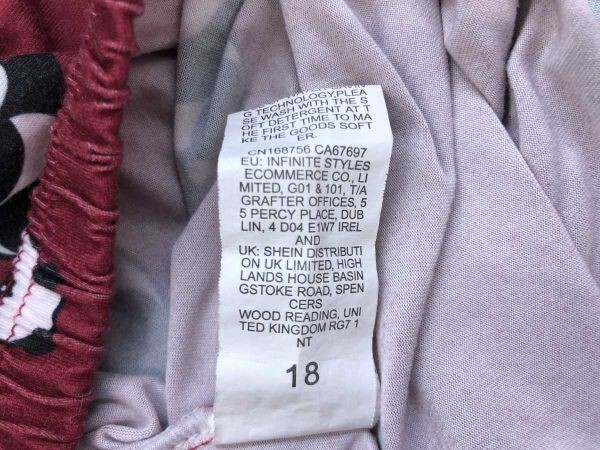 G TECHNOLOGY,PLEA
SE WASH WITH THE S
OFT DETERGENT AT T
HE FIRST TIME TO MA
KE THE GOODS SOFT
ER.
CN168756 CA67697
EU: INFINITE STYLES
ECOMMERCE CO., LI
MITED, G01 & 101, T/A
GRAFTER OFFICES, 5
5 PERCY PLACE, DUB
LIN, 4 D04 E1W7 IREL
AND
UK: SHEIN DISTRIBUTI
ON UK LIMITED, HIGH
LANDS HOUSE BASIN
GSTOKE ROAD, SPEN
CERS
WOOD READING, UNI
TED KINGDOM RG7 1
NT
18